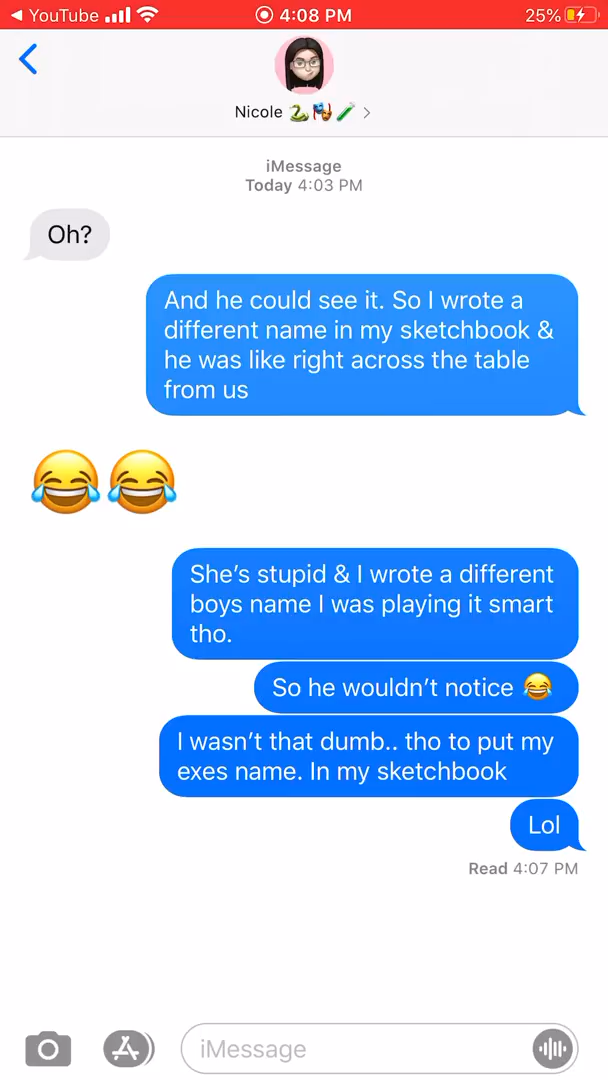 YouTube 4:08 PM 25%
Nicole
iMessage
Today 4:03 PM
Oh?
And he could see it. So I wrote a
different name in my sketchbook &
he was like right across the table
from us
😂😂
She’s stupid & I wrote a different
boys name I was playing it smart
tho.
So he wouldn’t notice 😂
I wasn’t that dumb.. tho to put my
exes name. In my sketchbook
Lol
Read 4:07 PM
iMessage